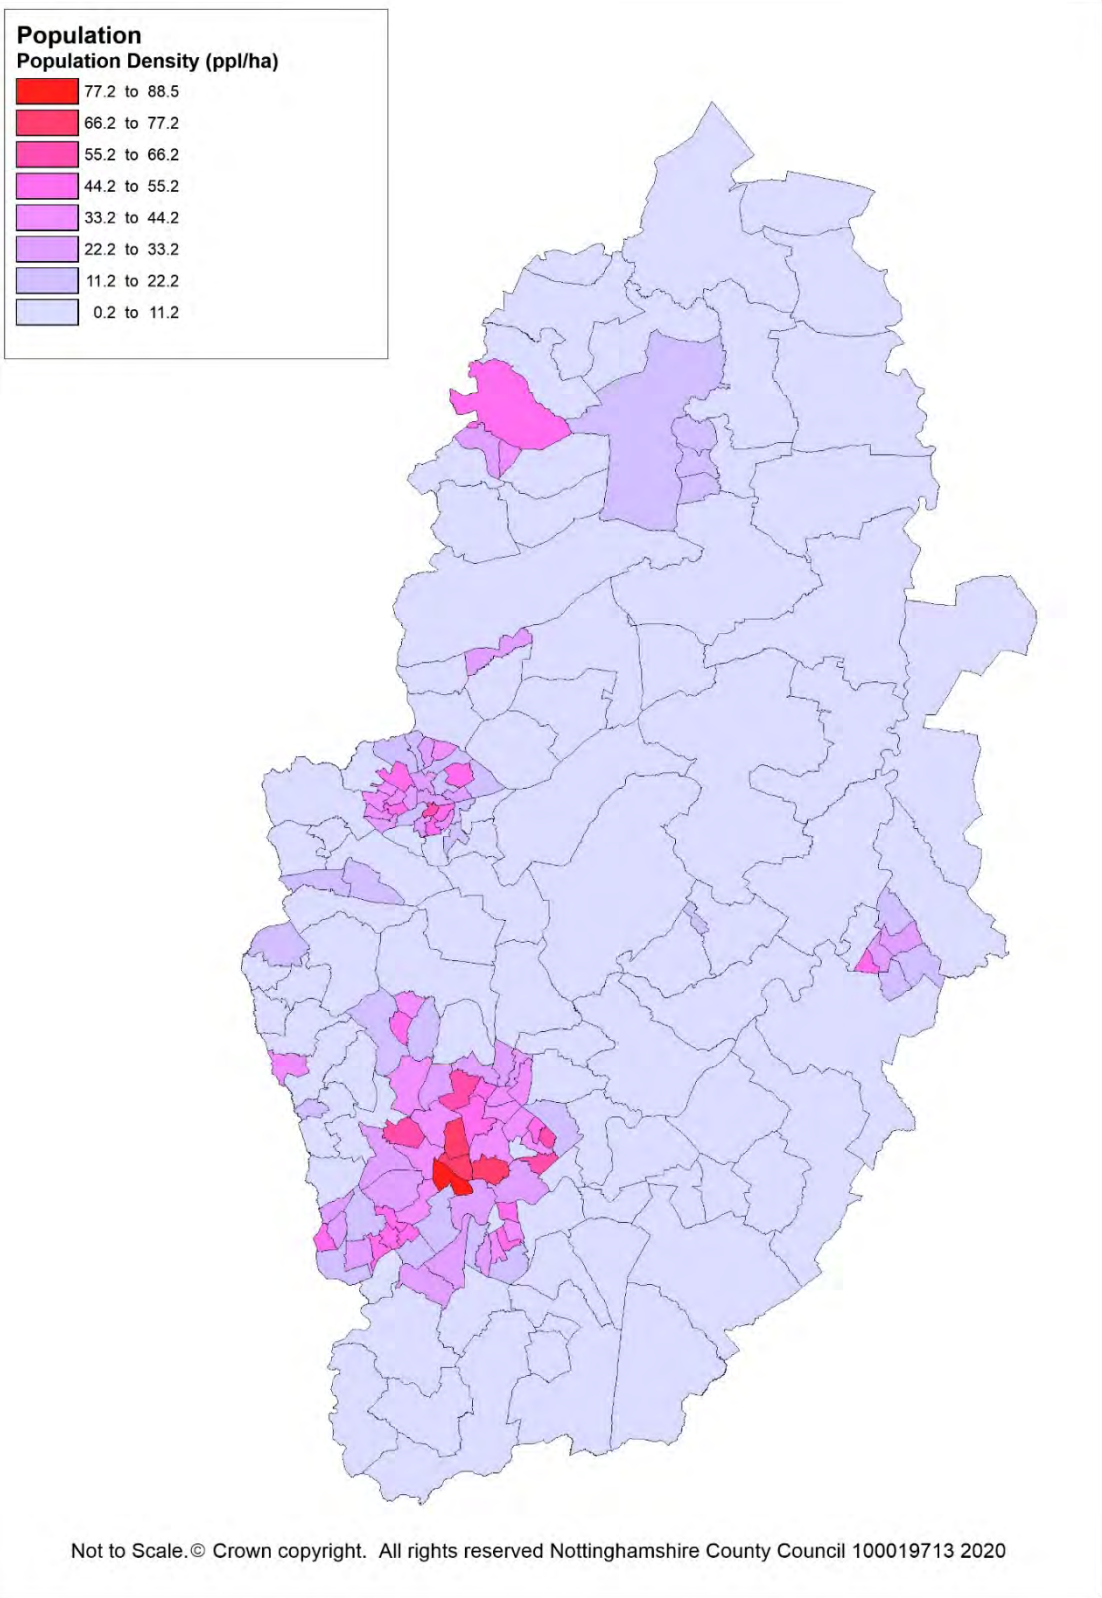 Population
Population Density (ppl/ha)
77.2 to 88.5
66.2 to 77.2
55.2 to 66.2
44.2 to 55.2
33.2 to 44.2
22.2 to 33.2
11.2 to 22.2
0.2 to 11.2
Not to Scale.© Crown copyright. All rights reserved Nottinghamshire County Council 100019713 2020